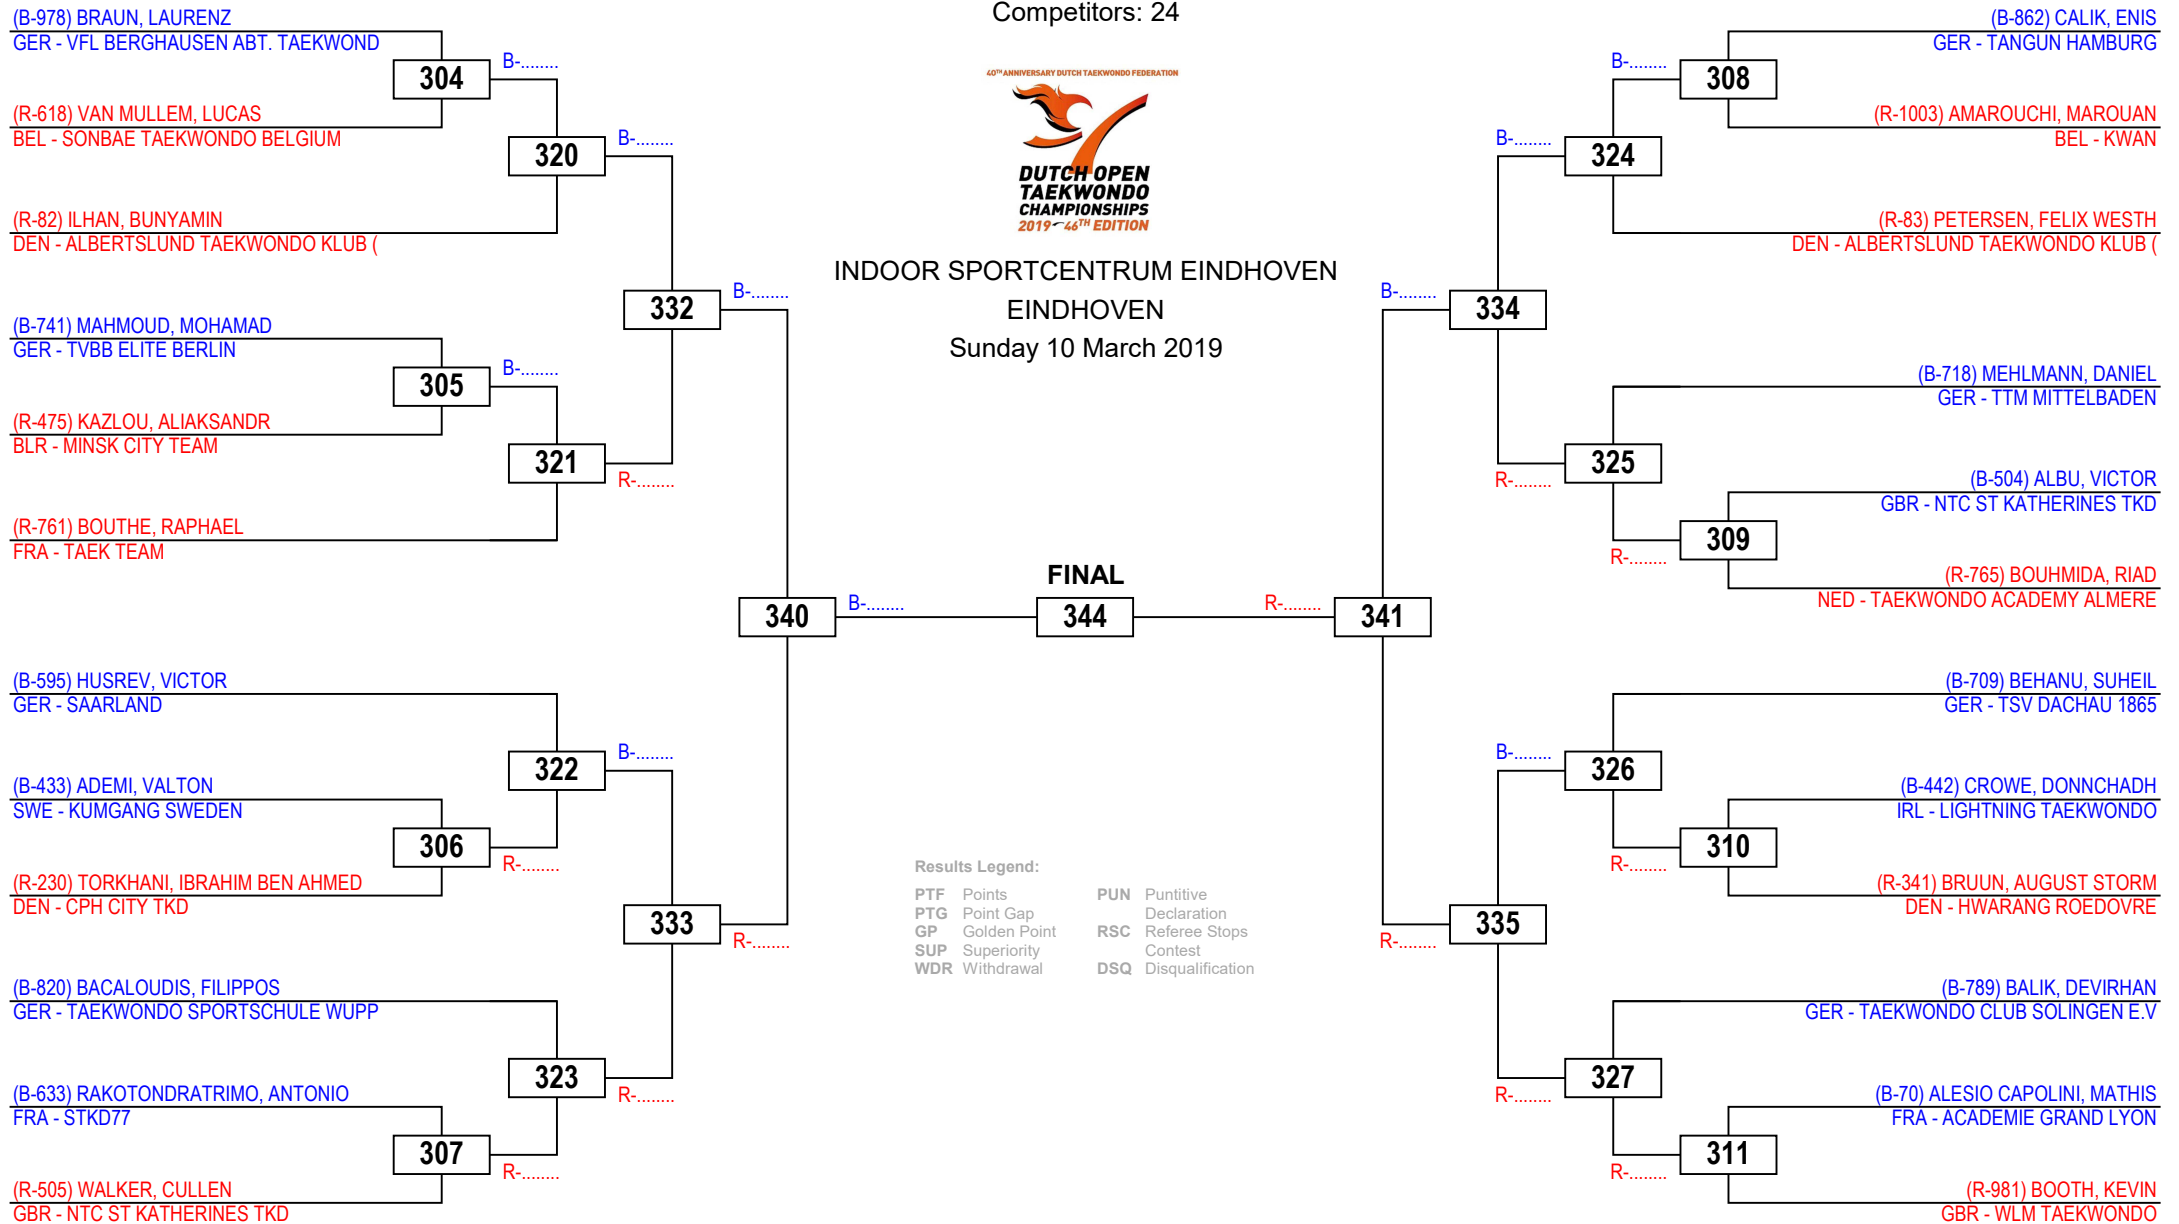 Competitors: 24
40TH ANNIVERSARY DUTCH TAEKWONDO FEDERATION
DUTCH OPEN
TAEKWONDO
CHAMPIONSHIPS
2019 46TH EDITION
INDOOR SPORTCENTRUM EINDHOVEN
EINDHOVEN
Sunday 10 March 2019
(B-978) BRAUN, LAURENZ
GER - VFL BERGHAUSEN ABT. TAEKWOND
304
B-........
(R-618) VAN MULLEM, LUCAS
BEL - SONBAE TAEKWONDO BELGIUM
320
B-........
(R-82) ILHAN, BUNYAMIN
DEN - ALBERTSLUND TAEKWONDO KLUB (
332
B-........
(B-741) MAHMOUD, MOHAMAD
GER - TVBB ELITE BERLIN
305
B-........
(R-475) KAZLOU, ALIAKSANDR
BLR - MINSK CITY TEAM
321
R-........
(R-761) BOUTHE, RAPHAEL
FRA - TAEK TEAM
340
B-........
(B-595) HUSREV, VICTOR
GER - SAARLAND
322
B-........
(B-433) ADEMI, VALTON
SWE - KUMGANG SWEDEN
306
R-........
(R-230) TORKHANI, IBRAHIM BEN AHMED
DEN - CPH CITY TKD
333
R-........
(B-820) BACALOUDIS, FILIPPOS
GER - TAEKWONDO SPORTSCHULE WUPP
323
R-........
(B-633) RAKOTONDRATRIMO, ANTONIO
FRA - STKD77
307
R-........
(R-505) WALKER, CULLEN
GBR - NTC ST KATHERINES TKD
FINAL
344
Results Legend:
PTF Points
PTG Point Gap
GP Golden Point
SUP Superiority
WDR Withdrawal
PUN Puntitive
Declaration
RSC Referee Stops
Contest
DSQ Disqualification
(B-862) CALIK, ENIS
GER - TANGUN HAMBURG
B-........
308
(R-1003) AMAROUCHI, MAROUAN
BEL - KWAN
B-........
324
(R-83) PETERSEN, FELIX WESTH
DEN - ALBERTSLUND TAEKWONDO KLUB (
B-........
334
(B-718) MEHLMANN, DANIEL
GER - TTM MITTELBADEN
325
R-........
(B-504) ALBU, VICTOR
GBR - NTC ST KATHERINES TKD
309
R-........
(R-765) BOUHMIDA, RIAD
NED - TAEKWONDO ACADEMY ALMERE
R-........
341
(B-709) BEHANU, SUHEIL
GER - TSV DACHAU 1865
B-........
326
(B-442) CROWE, DONNCHADH
IRL - LIGHTNING TAEKWONDO
310
R-........
(R-341) BRUUN, AUGUST STORM
DEN - HWARANG ROEDOVRE
335
R-........
(B-789) BALIK, DEVIRHAN
GER - TAEKWONDO CLUB SOLINGEN E.V
327
R-........
(B-70) ALESIO CAPOLINI, MATHIS
FRA - ACADEMIE GRAND LYON
311
R-........
(R-981) BOOTH, KEVIN
GBR - WLM TAEKWONDO